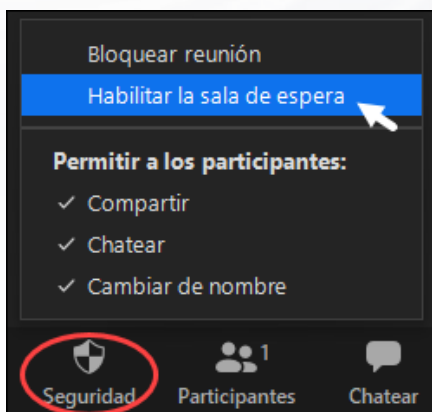 Bloquear reunión
Habilitar la sala de espera
Permitir a los participantes:
Compartir
Chatear
Cambiar de nombre
1
Seguridad Participantes Chatear